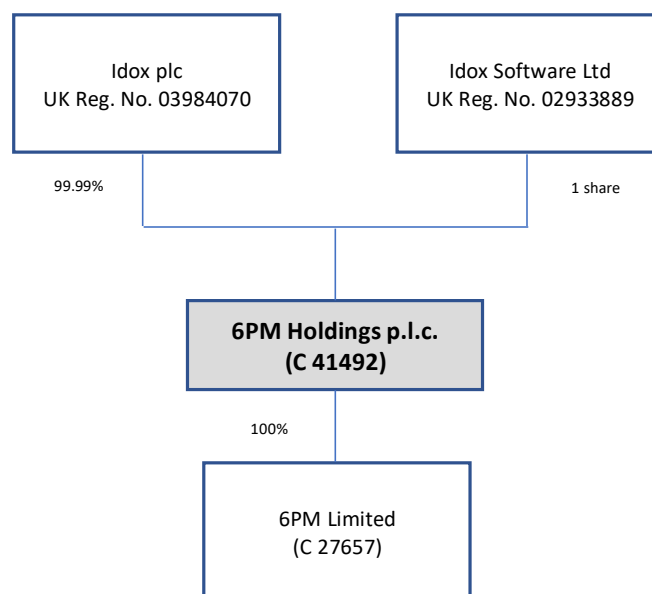 Idox plc
UK Reg. No. 03984070
Idox Software Ltd
UK Reg. No. 02933889
99.99%
1 share
6PM Holdings p.l.c.
(C 41492)
100%
6PM Limited
(C 27657)